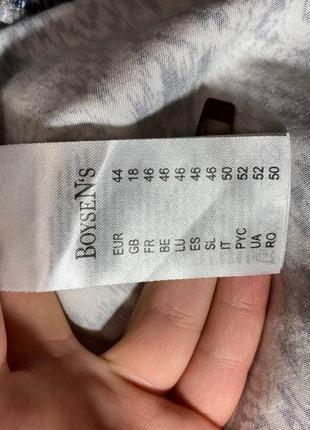 BOYSEN'S
EUR 44
GB 18
FR 46
BE 46
LU 46
ES 46
SL 46
IT 50
РУС 52
UA 52
RO 50